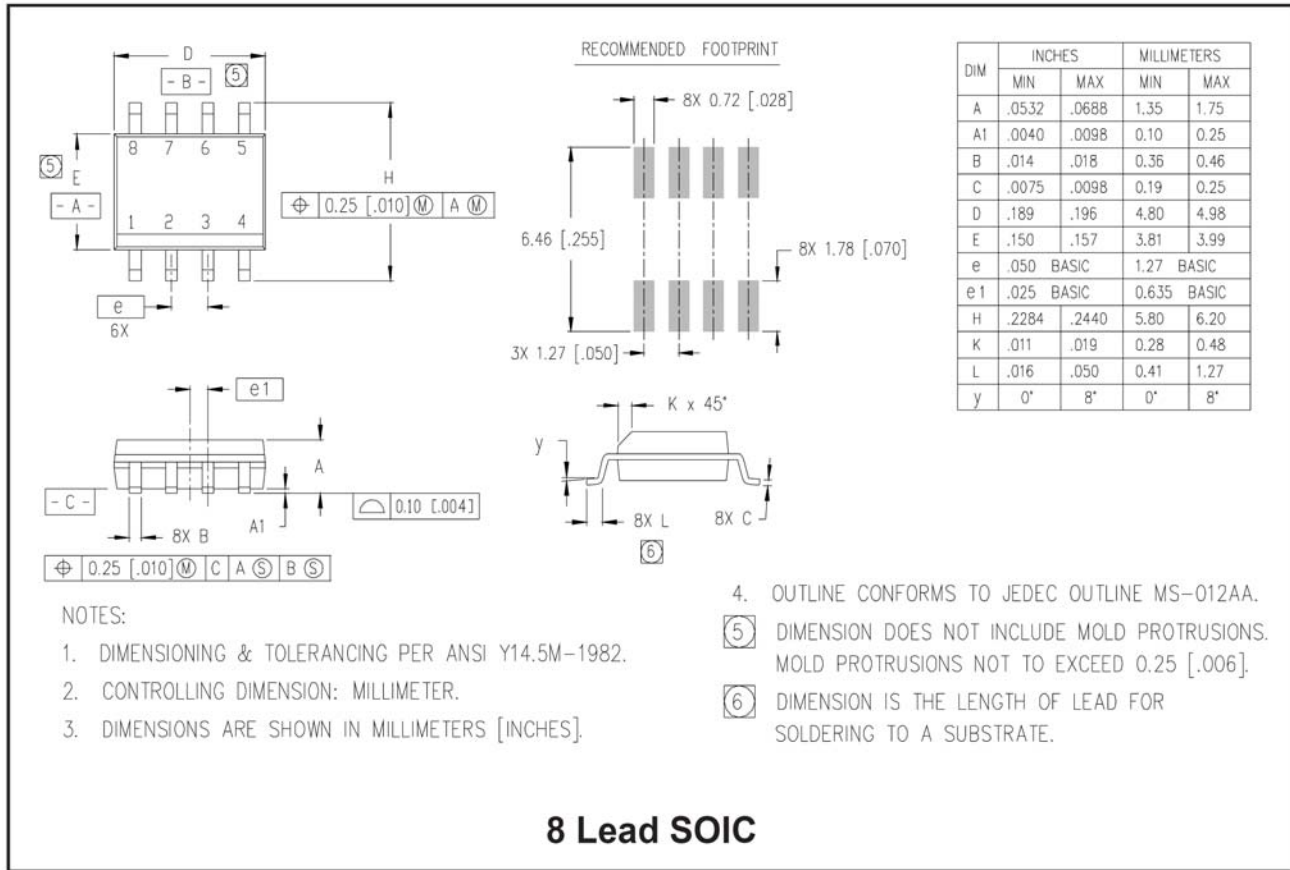 D
- B -
5
8 7 6 5
5
E
- A -
H
⌖ 0.25 [.010] Ⓜ A Ⓜ
1 2 3 4
e
6X
RECOMMENDED FOOTPRINT
8X 0.72 [.028]
6.46 [.255]
8X 1.78 [.070]
3X 1.27 [.050]
DIM INCHES MILLIMETERS
MIN MAX MIN MAX
A .0532 .0688 1.35 1.75
A1 .0040 .0098 0.10 0.25
B .014 .018 0.36 0.46
C .0075 .0098 0.19 0.25
D .189 .196 4.80 4.98
E .150 .157 3.81 3.99
e .050 BASIC 1.27 BASIC
e1 .025 BASIC 0.635 BASIC
H .2284 .2440 5.80 6.20
K .011 .019 0.28 0.48
L .016 .050 0.41 1.27
y 0° 8° 0° 8°
e1
A
- C -
A1
8X B
⌓ 0.10 [.004]
⌖ 0.25 [.010] Ⓜ C A Ⓢ B Ⓢ
K x 45°
y
8X L
8X C
6
NOTES:
1. DIMENSIONING & TOLERANCING PER ANSI Y14.5M-1982.
2. CONTROLLING DIMENSION: MILLIMETER.
3. DIMENSIONS ARE SHOWN IN MILLIMETERS [INCHES].
4. OUTLINE CONFORMS TO JEDEC OUTLINE MS-012AA.
5 DIMENSION DOES NOT INCLUDE MOLD PROTRUSIONS.
MOLD PROTRUSIONS NOT TO EXCEED 0.25 [.006].
6 DIMENSION IS THE LENGTH OF LEAD FOR
SOLDERING TO A SUBSTRATE.
8 Lead SOIC